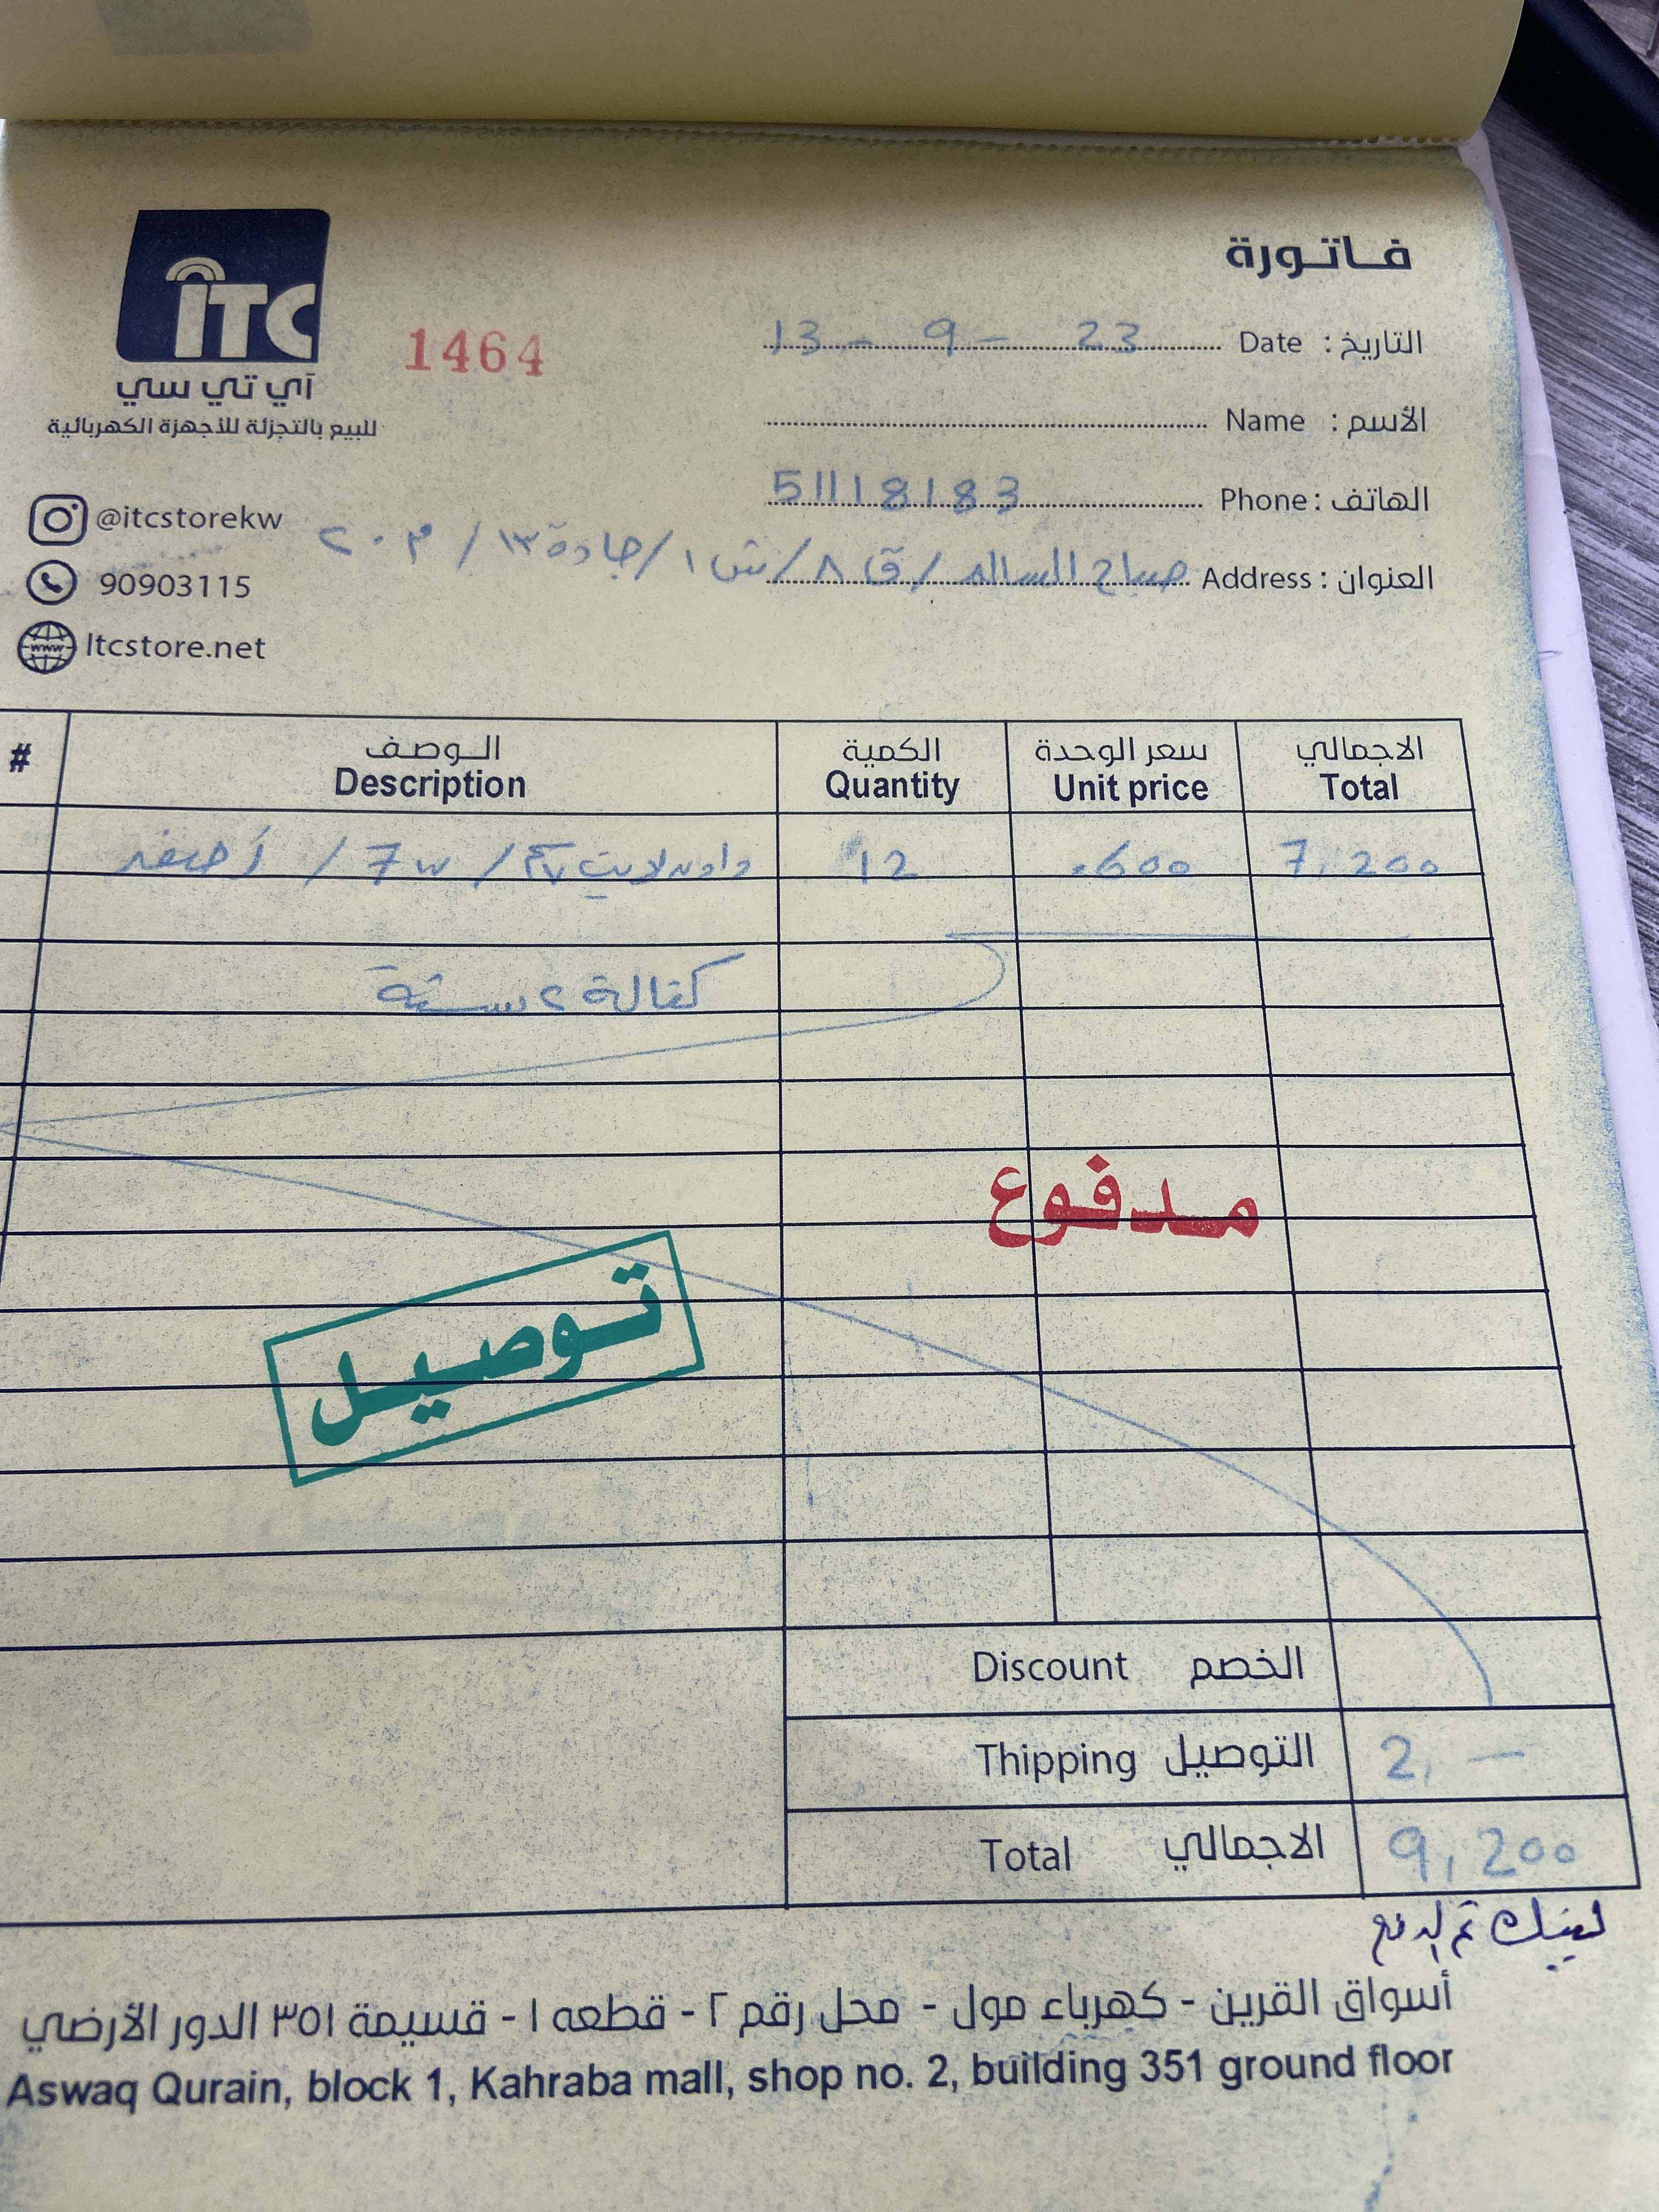 فاتورة
ITC
آي تي سي
للبيع بالتجزئة للأجهزة الكهربائية
1464
التاريخ : Date 13 - 9 - 23
الأسم : Name
الهاتف : Phone 51118183
العنوان : Address صباح السالم / ق ٨ / ش ١ / جادة ١٣ / م ٢٠٣
@itcstorekw
90903115
Itcstore.net
# الوصف الكمية سعر الوحدة الاجمالي
Description Quantity Unit price Total
داون لايت / 7w / أصفر 12 .600 7,200
كفالة ٢ سنة
مدفوع
توصيل
Discount الخصم
Thipping التوصيل 2,—
Total الاجمالي 9,200
لينك تم الدفع
أسواق القرين - كهرباء مول - محل رقم ٢ - قطعه ١ - قسيمة ٣٥١ الدور الأرضي
Aswaq Qurain, block 1, Kahraba mall, shop no. 2, building 351 ground floor